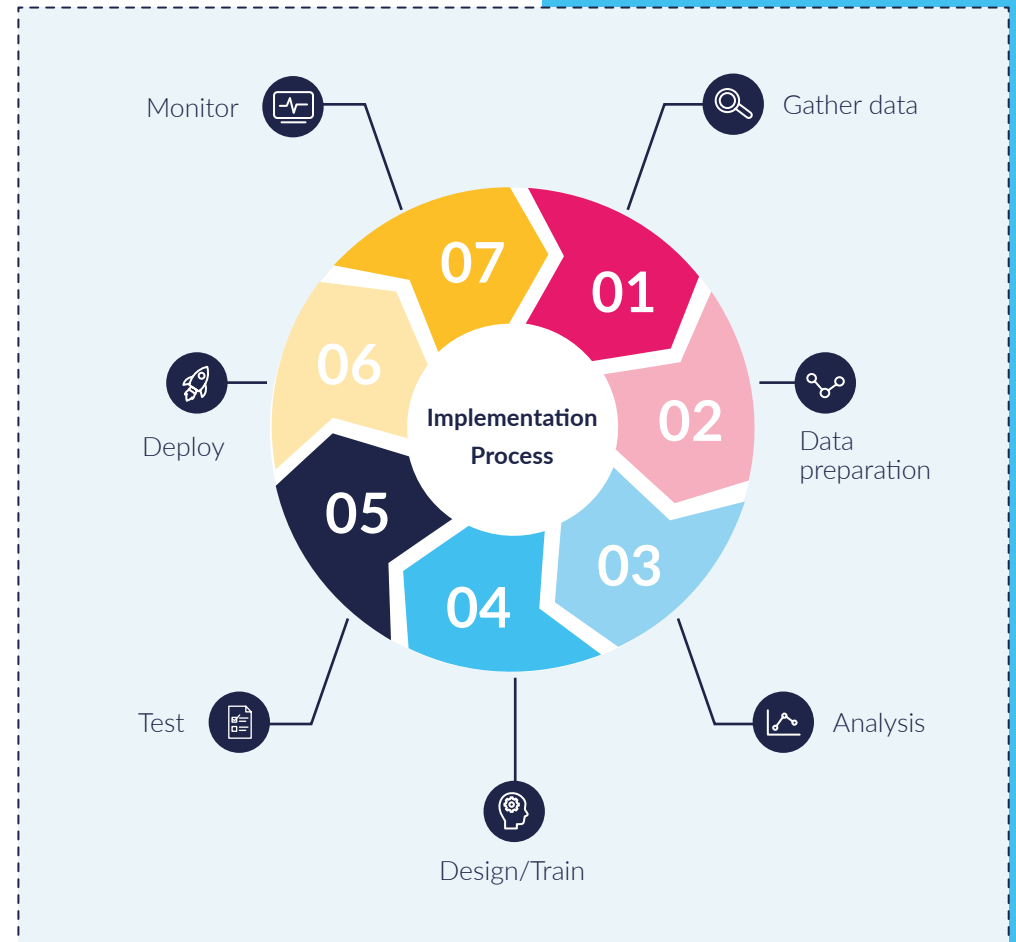 Monitor
Gather data
07
01
06
02
Implementation
Process
Deploy
Data
preparation
05
03
04
Test
Analysis
Design/Train